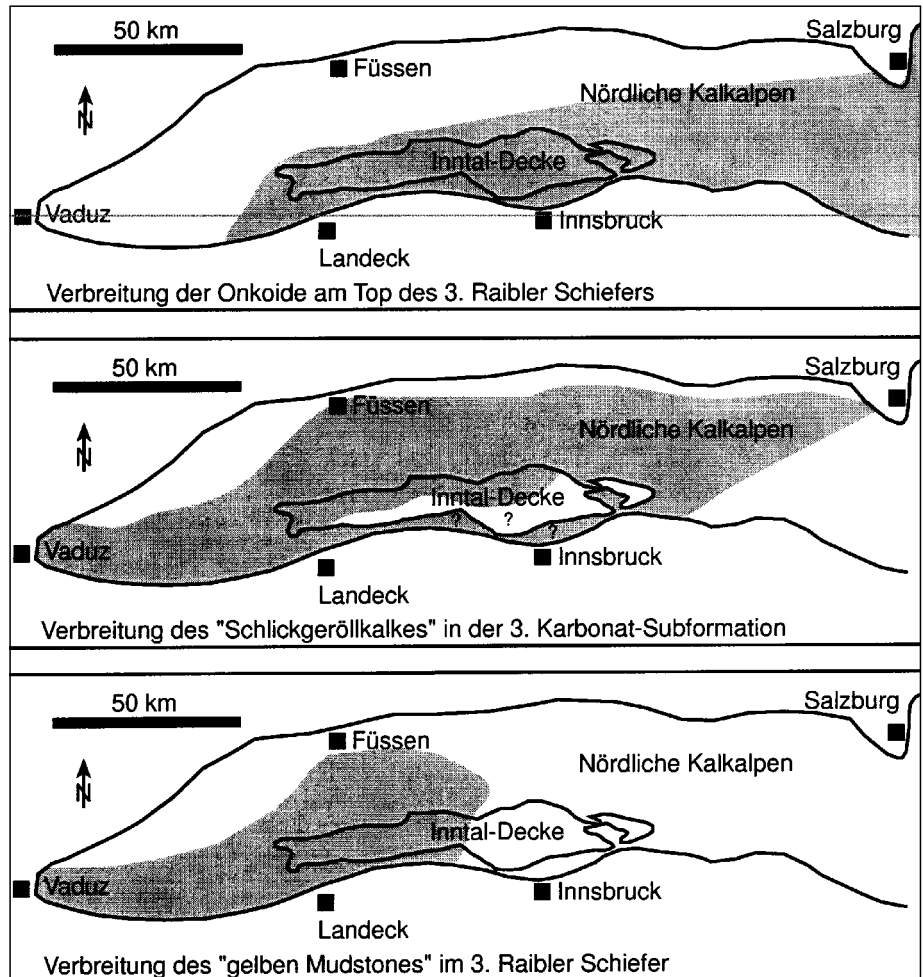 50 km
Salzburg
Füssen
N
Nördliche Kalkalpen
Inntal-Decke
Vaduz
Innsbruck
Landeck
Verbreitung der Onkoide am Top des 3. Raibler Schiefers
50 km
Salzburg
Füssen
N
Nördliche Kalkalpen
Inntal-Decke
?
?
?
Vaduz
Innsbruck
Landeck
Verbreitung des "Schlickgeröllkalkes" in der 3. Karbonat-Subformation
50 km
Salzburg
Füssen
Nördliche Kalkalpen
N
Inntal-Decke
Vaduz
Innsbruck
Landeck
Verbreitung des "gelben Mudstones" im 3. Raibler Schiefer